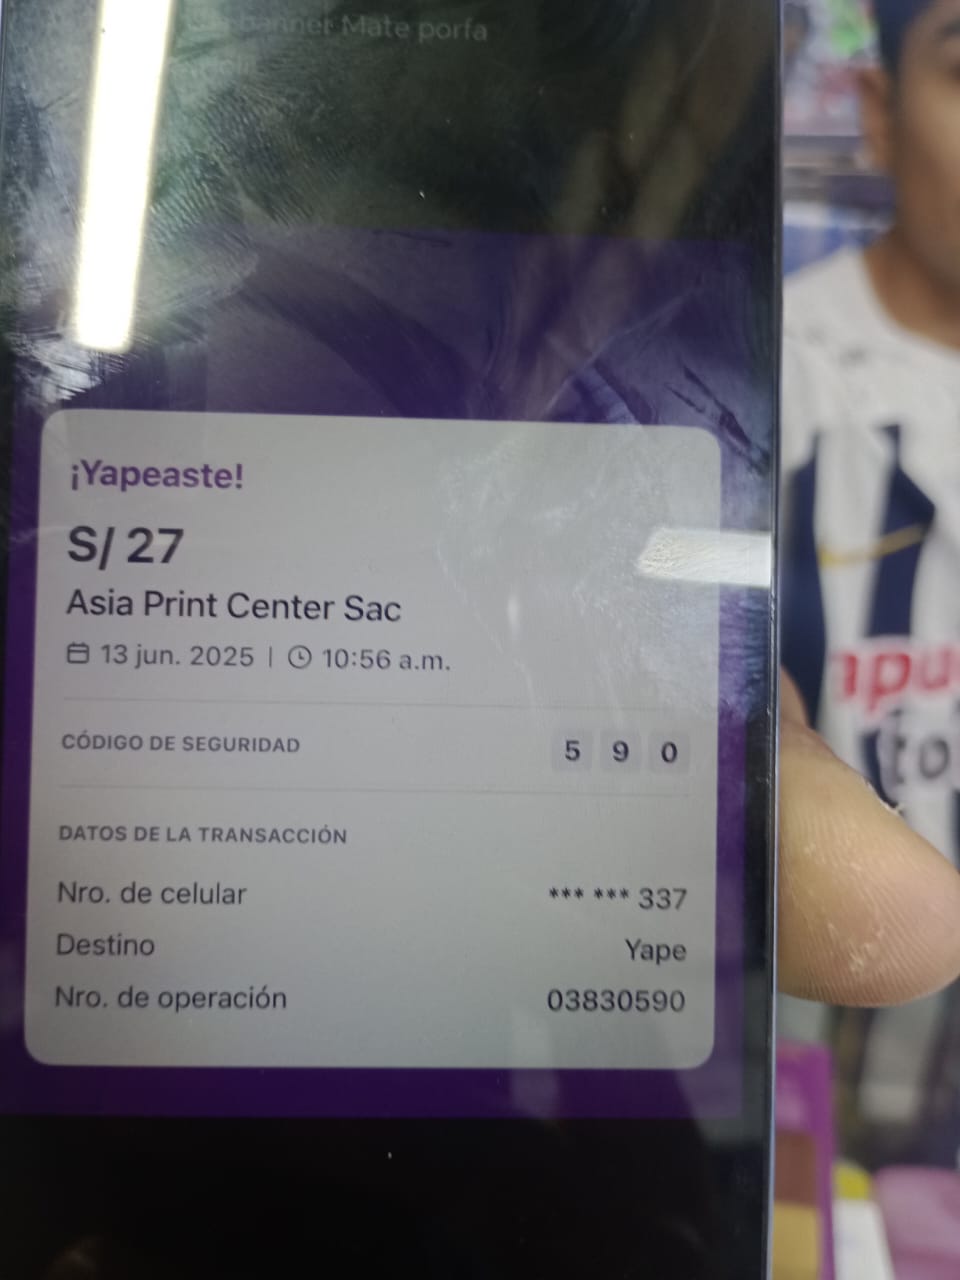 banner Mate porfa
¡Yapeaste!
S/ 27
Asia Print Center Sac
13 jun. 2025 | 10:56 a.m.
CÓDIGO DE SEGURIDAD 5 9 0
DATOS DE LA TRANSACCIÓN
Nro. de celular *** *** 337
Destino Yape
Nro. de operación 03830590